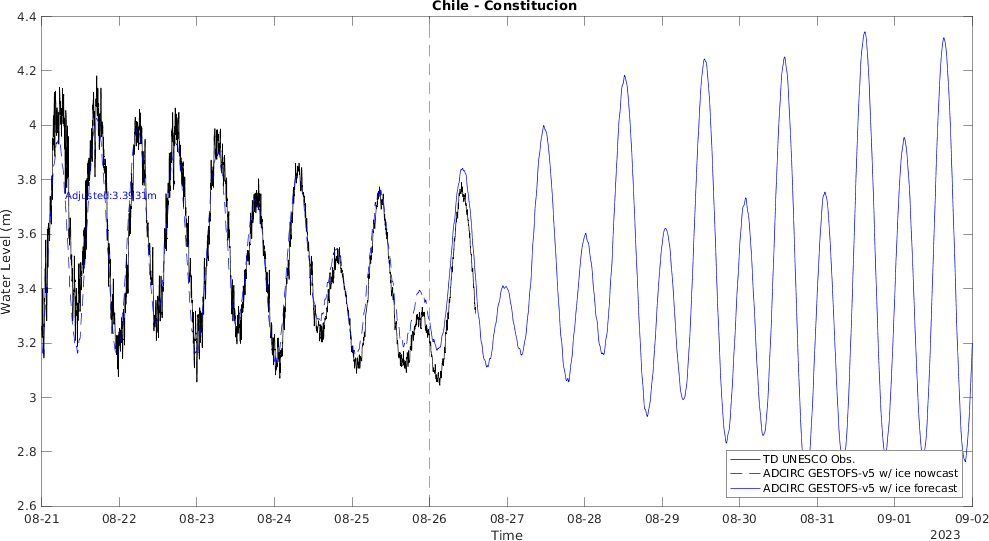 Chile - Constitucion
4.4
4.2
4
3.8
3.6
3.4
3.2
3
2.8
2.6
Water Level (m)
Adjusted:3.3931m
TD UNESCO Obs.
ADCIRC GESTOFS-v5 w/ ice nowcast
ADCIRC GESTOFS-v5 w/ ice forecast
08-21 08-22 08-23 08-24 08-25 08-26 08-27 08-28 08-29 08-30 08-31 09-01 09-02
Time
2023